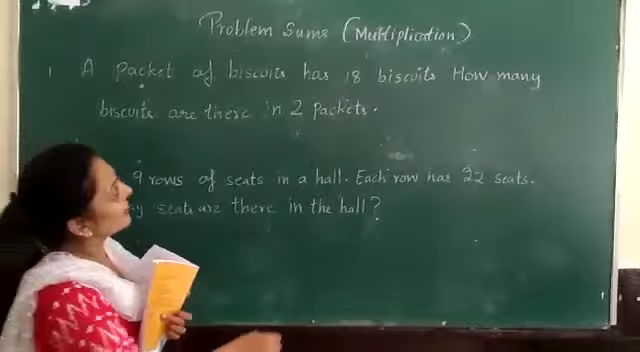 Problem Sums (Multiplication)
1 A Packet of biscuits has 18 biscuits How many
biscuits are there in 2 Packets.
9 rows of seats in a hall. Each row has 22 seats.
seats are there in the hall?